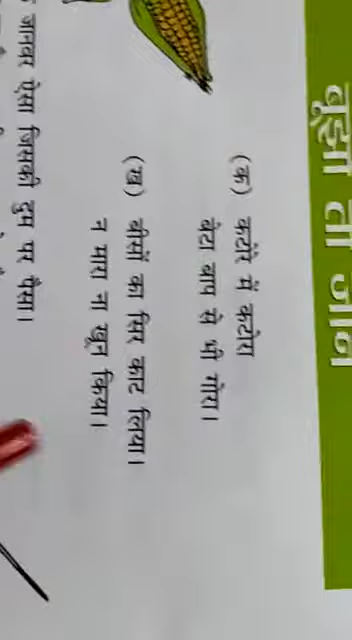 बूझो तो जानें
(क) कटोरे में कटोरा
बेटा बाप से भी गोरा।
(ख) बीसों का सिर काट लिया।
न मारा ना खून किया।
जानवर ऐसा जिसकी दुम पर पैसा।